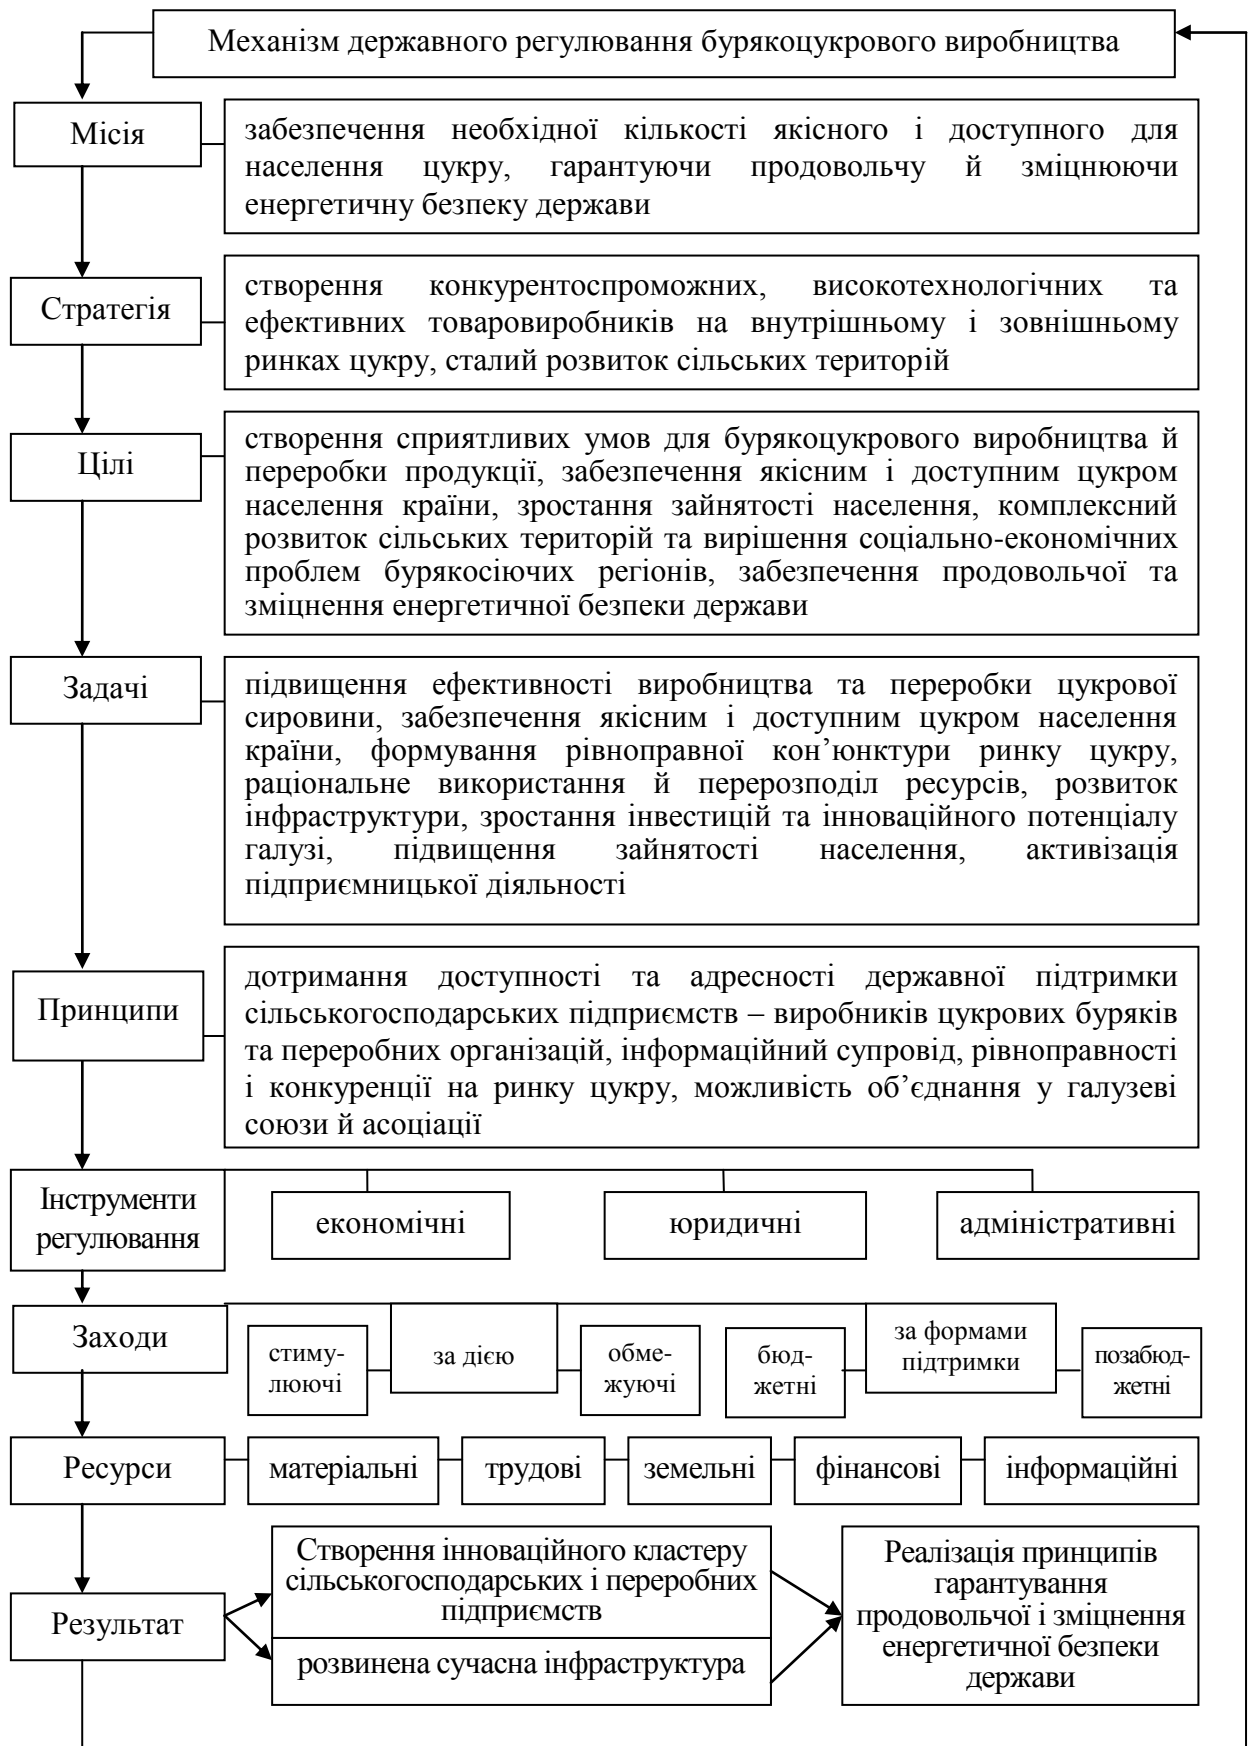 Механізм державного регулювання бурякоцукрового виробництва
Місія
забезпечення необхідної кількості якісного і доступного для
населення цукру, гарантуючи продовольчу й зміцнюючи
енергетичну безпеку держави
Стратегія
створення конкурентоспроможних, високотехнологічних та
ефективних товаровиробників на внутрішньому і зовнішньому
ринках цукру, сталий розвиток сільських територій
Цілі
створення сприятливих умов для бурякоцукрового виробництва й
переробки продукції, забезпечення якісним і доступним цукром
населення країни, зростання зайнятості населення, комплексний
розвиток сільських територій та вирішення соціально-економічних
проблем бурякосіючих регіонів, забезпечення продовольчої та
зміцнення енергетичної безпеки держави
Задачі
підвищення ефективності виробництва та переробки цукрової
сировини, забезпечення якісним і доступним цукром населення
країни, формування рівноправної кон’юнктури ринку цукру,
раціональне використання й перерозподіл ресурсів, розвиток
інфраструктури, зростання інвестицій та інноваційного потенціалу
галузі, підвищення зайнятості населення, активізація
підприємницької діяльності
Принципи
дотримання доступності та адресності державної підтримки
сільськогосподарських підприємств – виробників цукрових буряків
та переробних організацій, інформаційний супровід, рівноправності
і конкуренції на ринку цукру, можливість об’єднання у галузеві
союзи й асоціації
Інструменти
регулювання
економічні
юридичні
адміністративні
Заходи
стиму-
люючі
за дією
обме-
жуючі
бюд-
жетні
за формами
підтримки
позабюд-
жетні
Ресурси
матеріальні
трудові
земельні
фінансові
інформаційні
Результат
Створення інноваційного кластеру
сільськогосподарських і переробних
підприємств
розвинена сучасна інфраструктура
Реалізація принципів
гарантування
продовольчої і зміцнення
енергетичної безпеки
держави